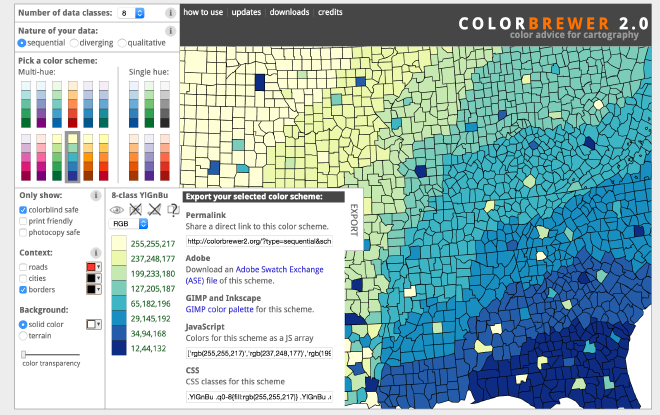 Number of data classes: 8
how to use | updates | downloads | credits
COLORBREWER 2.0
color advice for cartography
Nature of your data:
sequential diverging qualitative
Pick a color scheme:
Multi-hue: Single hue:
Only show:
colorblind safe
print friendly
photocopy safe
Context:
roads
cities
borders
Background:
solid color
terrain
color transparency
8-class YlGnBu
RGB
255,255,217
237,248,177
199,233,180
127,205,187
65,182,196
29,145,192
34,94,168
12,44,132
EXPORT
Export your selected color scheme:
Permalink
Share a direct link to this color scheme.
http://colorbrewer2.org/?type=sequential&sch
Adobe
Download an Adobe Swatch Exchange
(ASE) file of this scheme.
GIMP and Inkscape
GIMP color palette for this scheme.
JavaScript
Colors for this scheme as a JS array
['rgb(255,255,217)','rgb(237,248,177)','rgb(199
CSS
CSS classes for this scheme
.YlGnBu .q0-8{fill:rgb(255,255,217)} .YlGnBu .